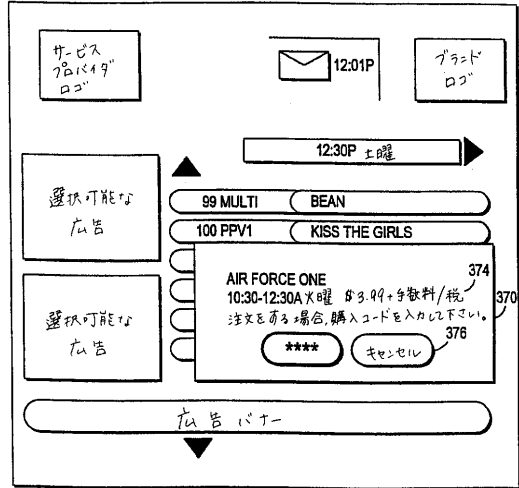 サービス
プロバイダ
ロゴ
12:01P
ブランド
ロゴ
12:30P 土曜
選択可能な
広告
99 MULTI BEAN
100 PPV1 KISS THE GIRLS
AIR FORCE ONE
10:30-12:30A 火曜 $3.99+手数料/税
注文をする場合,購入コードを入力して下さい。
374
370
**** キャンセル
376
選択可能な
広告
広告バナー